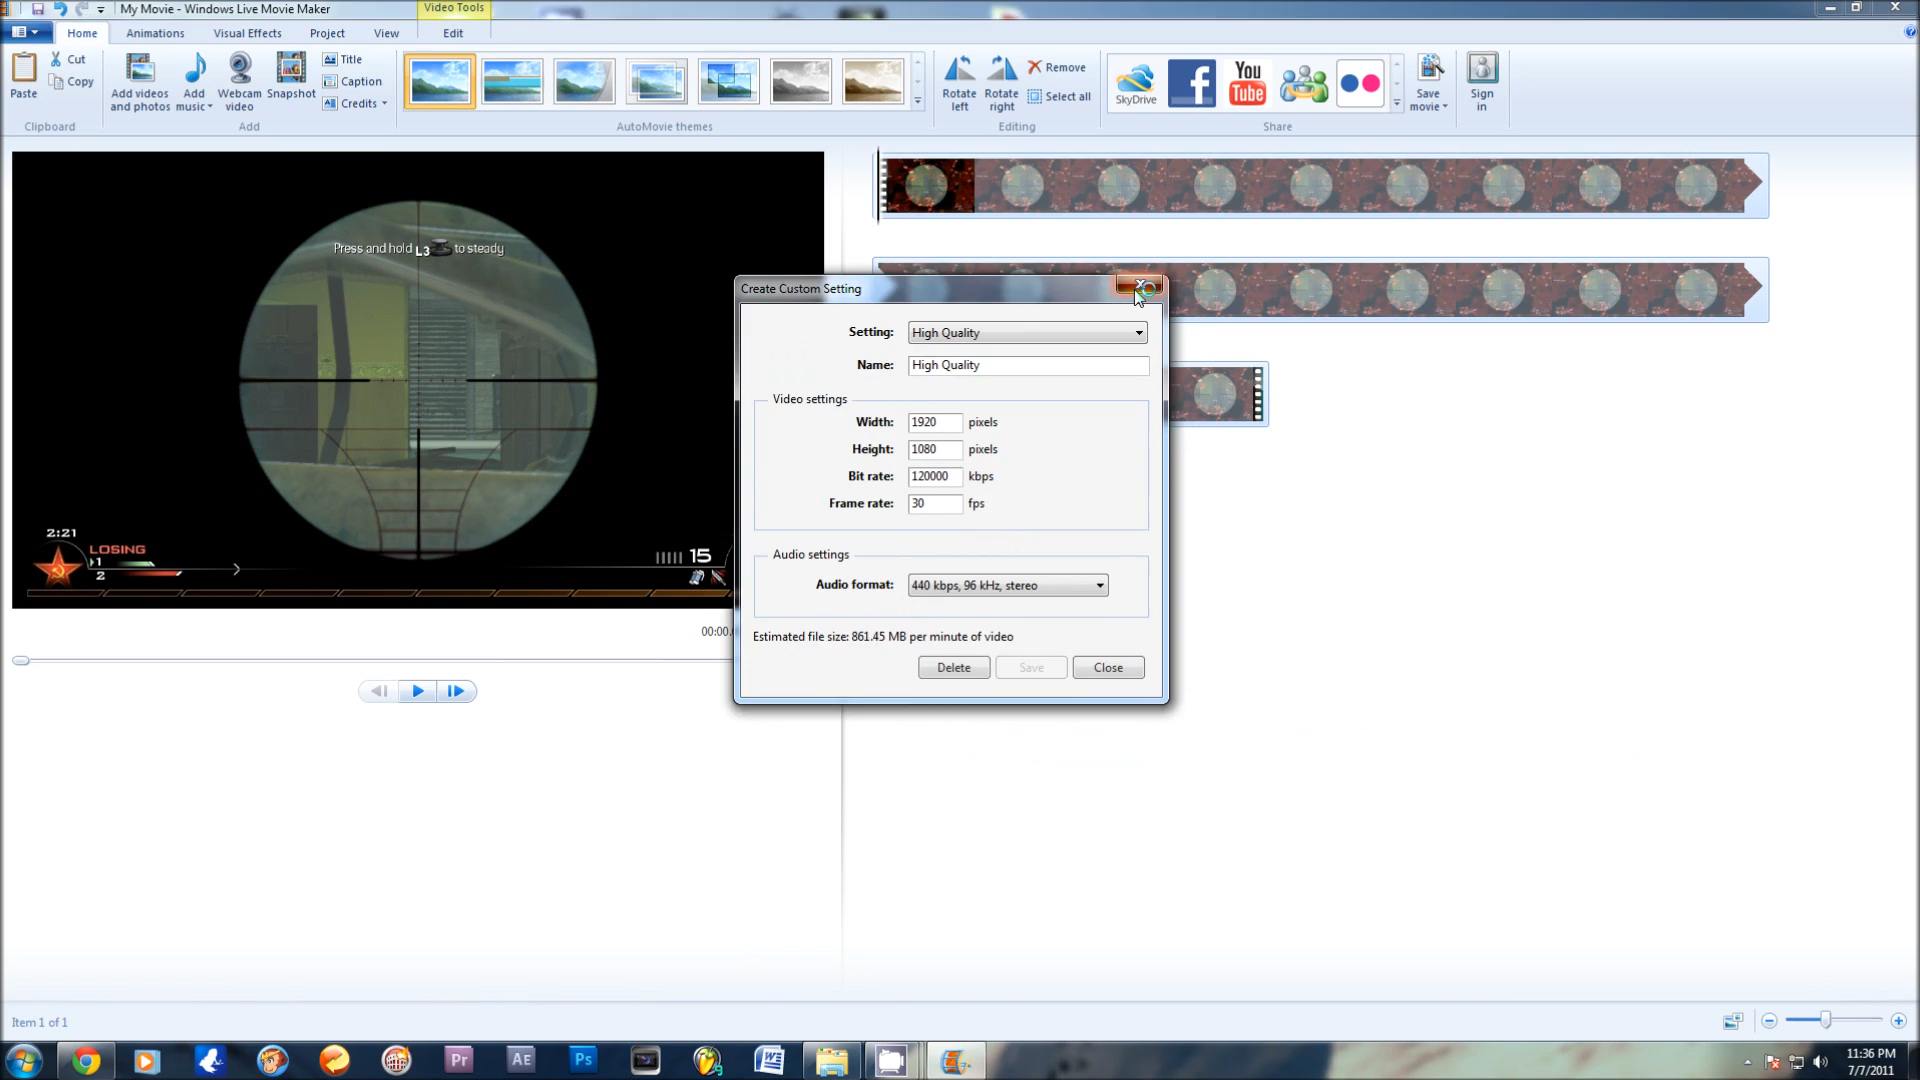 My Movie - Windows Live Movie Maker
Video Tools
Home
Animations
Visual Effects
Project
View
Edit
Paste
Cut
Copy
Clipboard
Add videos and photos
Add music
Webcam video
Snapshot
Title
Caption
Credits
Add
AutoMovie themes
Rotate left
Rotate right
Remove
Select all
Editing
SkyDrive
You Tube
Share
Save movie
Sign in
Press and hold L3 to steady
2:21
LOSING
1
2
15
00:00.
Create Custom Setting
Setting: High Quality
Name: High Quality
Video settings
Width: 1920 pixels
Height: 1080 pixels
Bit rate: 120000 kbps
Frame rate: 30 fps
Audio settings
Audio format: 440 kbps, 96 kHz, stereo
Estimated file size: 861.45 MB per minute of video
Delete
Save
Close
Item 1 of 1
Pr
AE
Ps
11:36 PM
7/7/2011